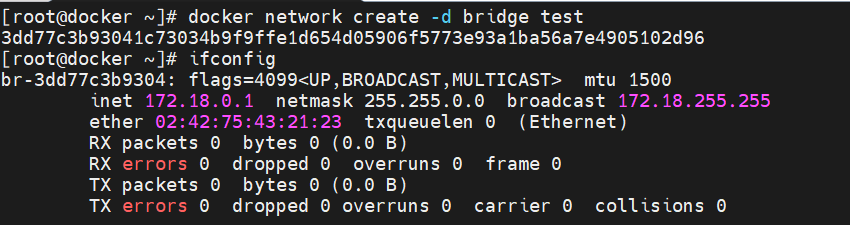 [root@docker ~]# docker network create -d bridge test
3dd77c3b93041c73034b9f9ffe1d654d05906f5773e93a1ba56a7e4905102d96
[root@docker ~]# ifconfig
br-3dd77c3b9304: flags=4099<UP,BROADCAST,MULTICAST>  mtu 1500
        inet 172.18.0.1  netmask 255.255.0.0  broadcast 172.18.255.255
        ether 02:42:75:43:21:23  txqueuelen 0  (Ethernet)
        RX packets 0  bytes 0 (0.0 B)
        RX errors 0  dropped 0  overruns 0  frame 0
        TX packets 0  bytes 0 (0.0 B)
        TX errors 0  dropped 0 overruns 0  carrier 0  collisions 0